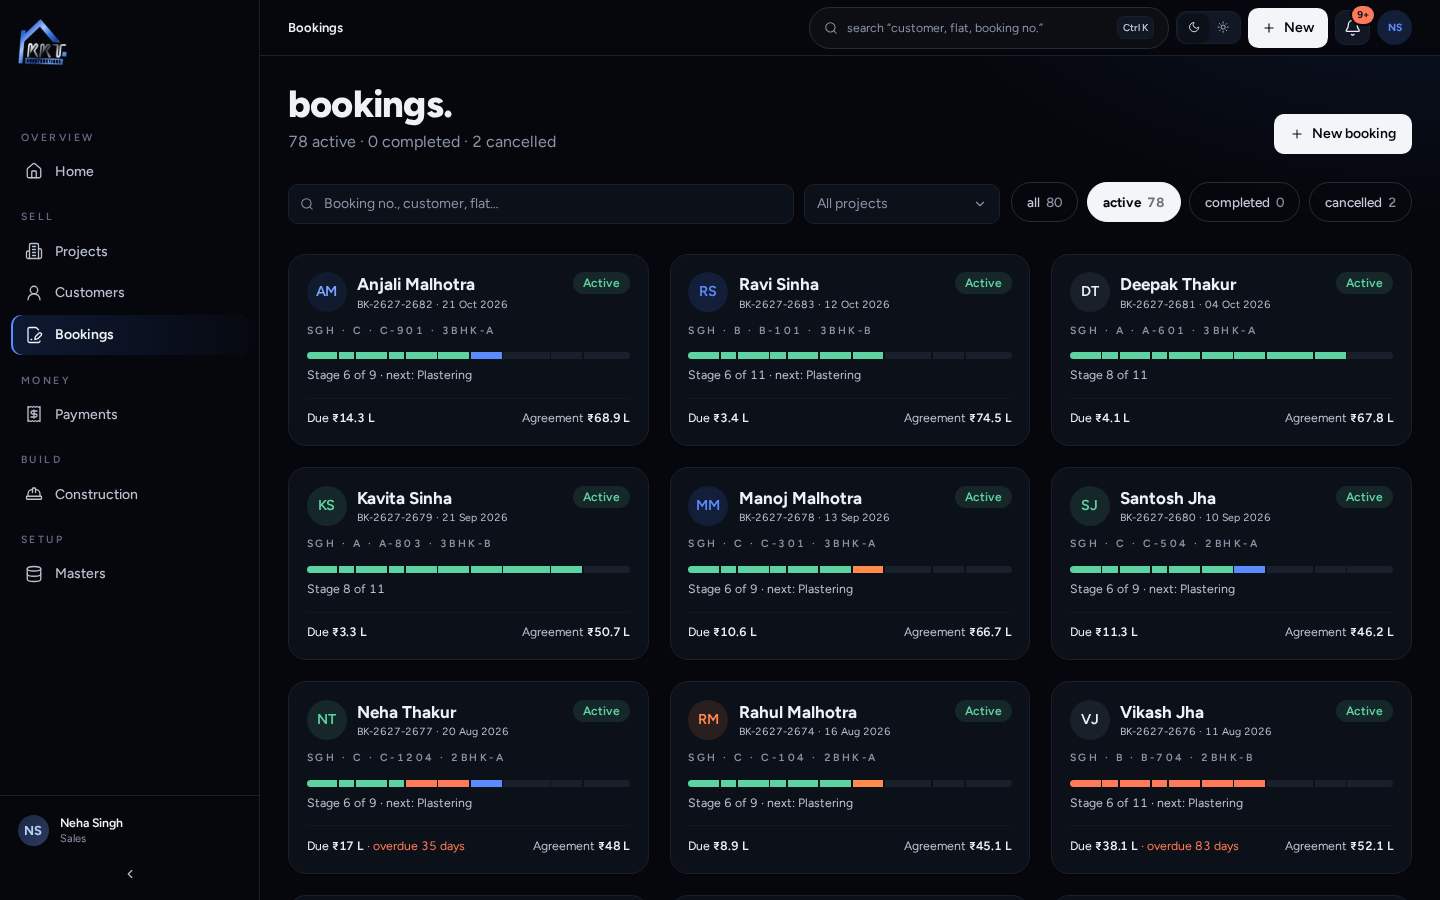 Bookings
search “customer, flat, booking no.”
Ctrl K
New
9+
NS
OVERVIEW
Home
SELL
Projects
Customers
Bookings
MONEY
Payments
BUILD
Construction
SETUP
Masters
NS
Neha Singh
Sales
bookings.
78 active · 0 completed · 2 cancelled
New booking
Booking no., customer, flat...
All projects
all 80
active 78
completed 0
cancelled 2
AM
Anjali Malhotra
Active
BK-2627-2682 · 21 Oct 2026
SGH · C · C-901 · 3BHK-A
Stage 6 of 9 · next: Plastering
Due ₹14.3 L
Agreement ₹68.9 L
RS
Ravi Sinha
Active
BK-2627-2683 · 12 Oct 2026
SGH · B · B-101 · 3BHK-B
Stage 6 of 11 · next: Plastering
Due ₹3.4 L
Agreement ₹74.5 L
DT
Deepak Thakur
Active
BK-2627-2681 · 04 Oct 2026
SGH · A · A-601 · 3BHK-A
Stage 8 of 11
Due ₹4.1 L
Agreement ₹67.8 L
KS
Kavita Sinha
Active
BK-2627-2679 · 21 Sep 2026
SGH · A · A-803 · 3BHK-B
Stage 8 of 11
Due ₹3.3 L
Agreement ₹50.7 L
MM
Manoj Malhotra
Active
BK-2627-2678 · 13 Sep 2026
SGH · C · C-301 · 3BHK-A
Stage 6 of 9 · next: Plastering
Due ₹10.6 L
Agreement ₹66.7 L
SJ
Santosh Jha
Active
BK-2627-2680 · 10 Sep 2026
SGH · C · C-504 · 2BHK-A
Stage 6 of 9 · next: Plastering
Due ₹11.3 L
Agreement ₹46.2 L
NT
Neha Thakur
Active
BK-2627-2677 · 20 Aug 2026
SGH · C · C-1204 · 2BHK-A
Stage 6 of 9 · next: Plastering
Due ₹17 L · overdue 35 days
Agreement ₹48 L
RM
Rahul Malhotra
Active
BK-2627-2674 · 16 Aug 2026
SGH · C · C-104 · 2BHK-A
Stage 6 of 9 · next: Plastering
Due ₹8.9 L
Agreement ₹45.1 L
VJ
Vikash Jha
Active
BK-2627-2676 · 11 Aug 2026
SGH · B · B-704 · 2BHK-B
Stage 6 of 11 · next: Plastering
Due ₹38.1 L · overdue 83 days
Agreement ₹52.1 L